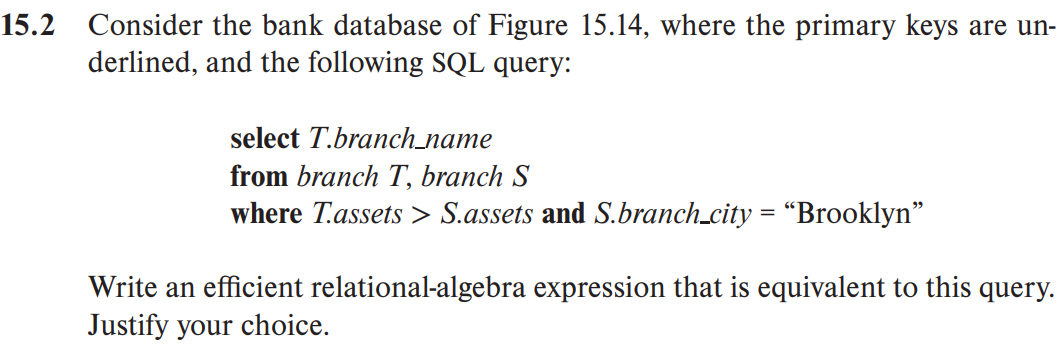 15.2 Consider the bank database of Figure 15.14, where the primary keys are un-
derlined, and the following SQL query:
select T.branch_name
from branch T, branch S
where T.assets > S.assets and S.branch_city = “Brooklyn”
Write an efficient relational-algebra expression that is equivalent to this query.
Justify your choice.